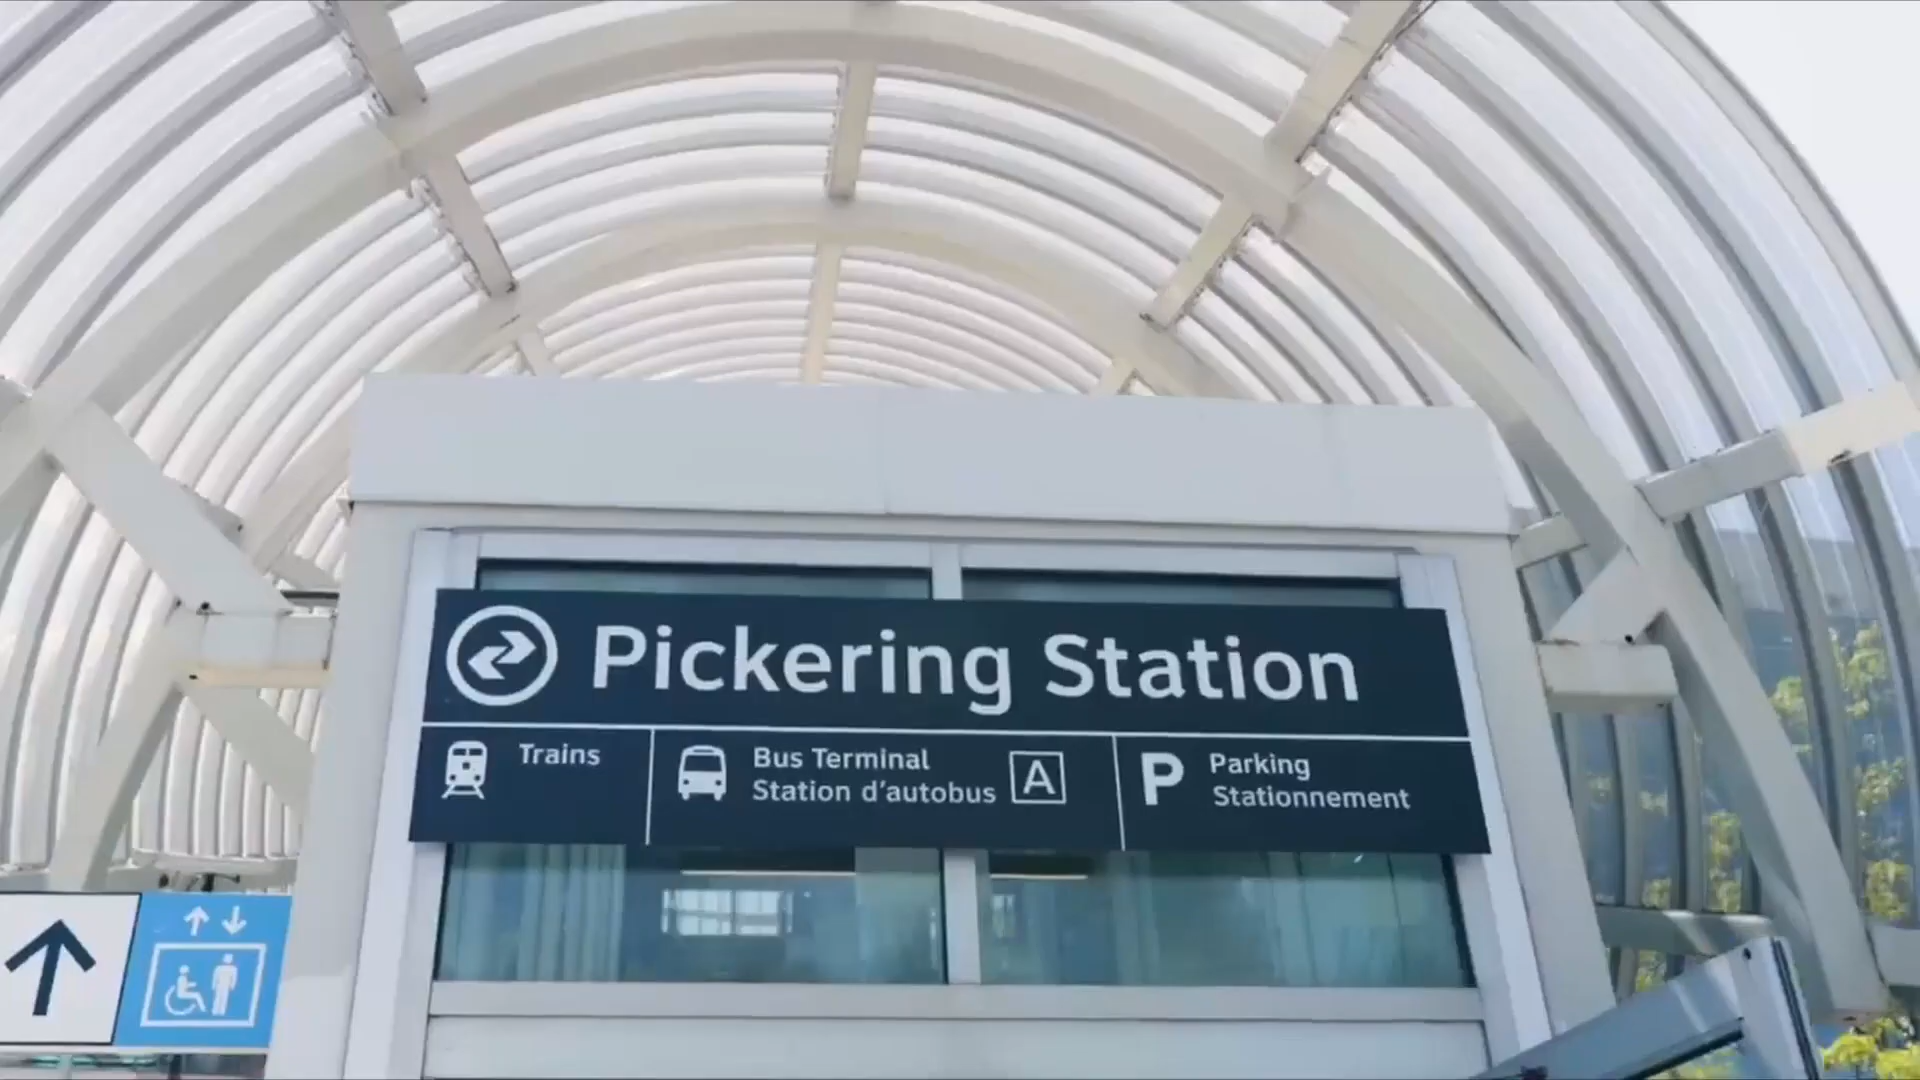 Pickering Station
Trains
Bus Terminal
Station d'autobus
A
P
Parking
Stationnement